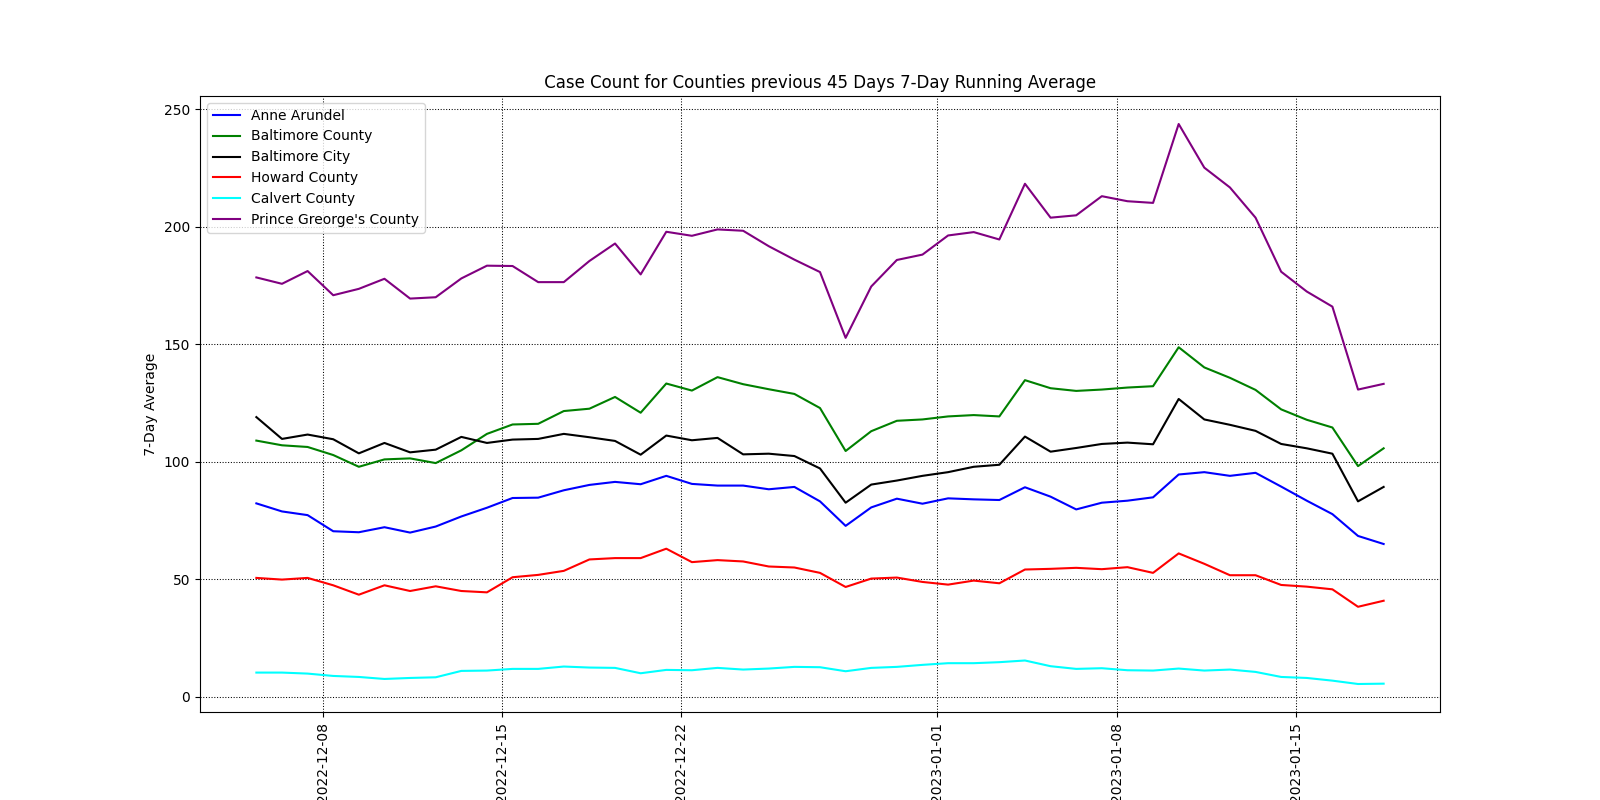 Case Count for Counties previous 45 Days 7-Day Running Average
250
200
150
100
50
0
7-Day Average
Anne Arundel
Baltimore County
Baltimore City
Howard County
Calvert County
Prince Greorge's County
2022-12-08
2022-12-15
2022-12-22
2023-01-01
2023-01-08
2023-01-15